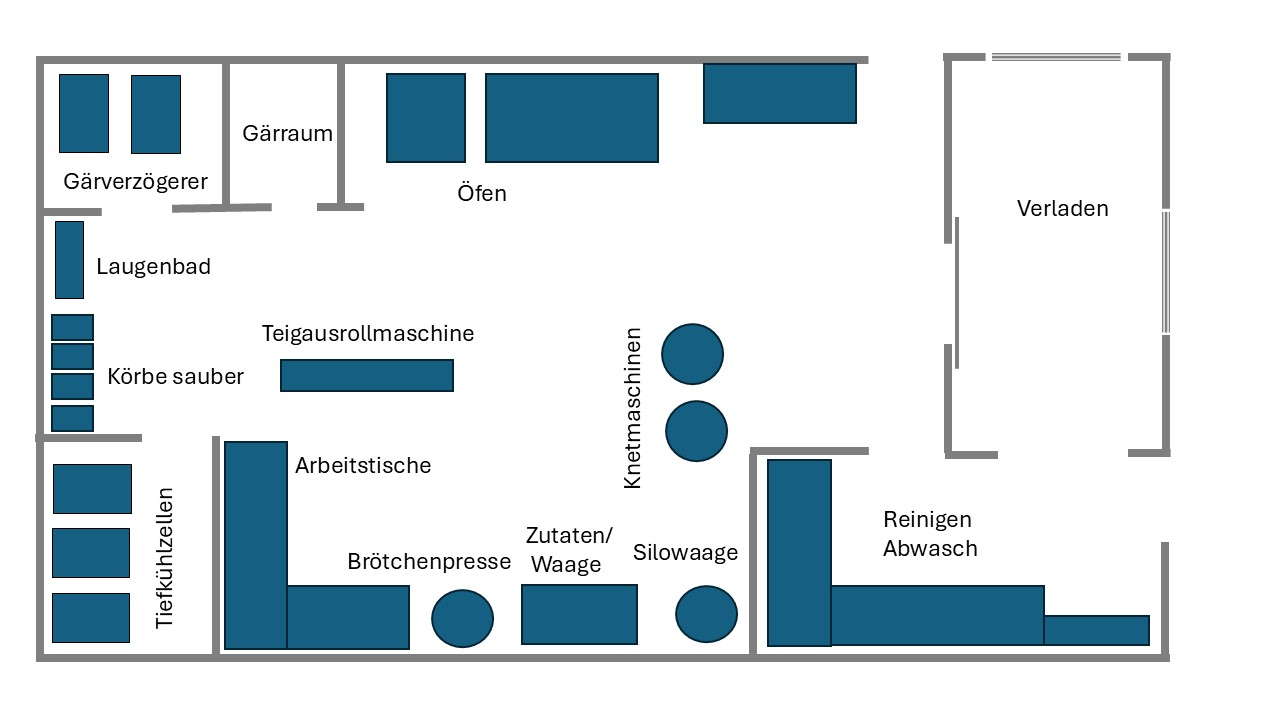 Gärraum
Gärverzögerer
Öfen
Verladen
Laugenbad
Teigausrollmaschine
Körbe sauber
Knetmaschinen
Arbeitstische
Tiefkühlzellen
Brötchenpresse
Zutaten/
Waage
Silowaage
Reinigen
Abwasch